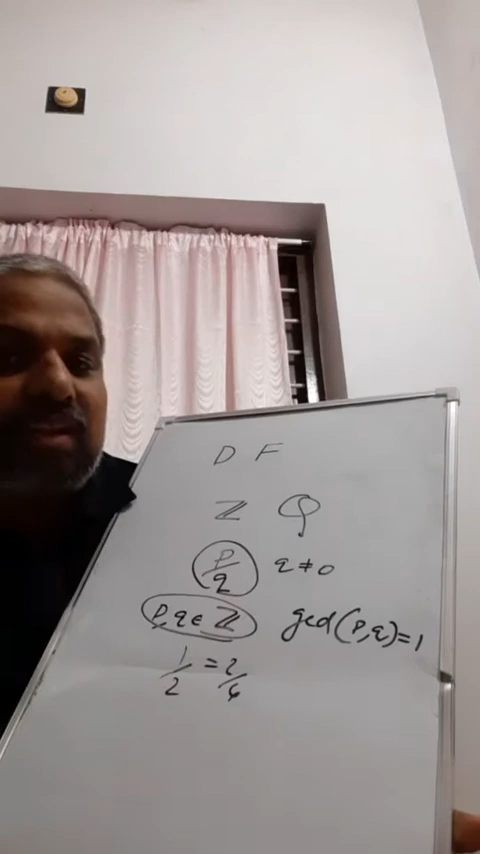 D F
ℤ Q
p/q q ≠ 0
p, q ∈ ℤ gcd(p,q)=1
1/2 = 2/4